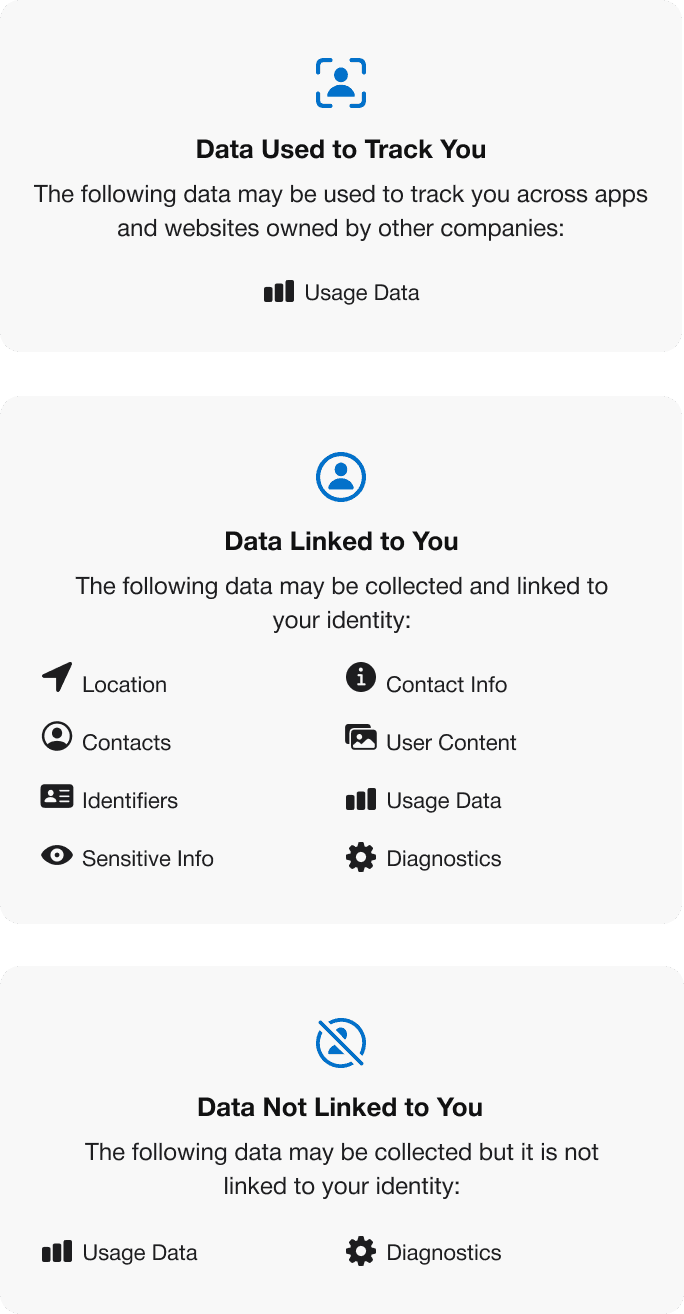 Data Used to Track You
The following data may be used to track you across apps
and websites owned by other companies:
Usage Data
Data Linked to You
The following data may be collected and linked to
your identity:
Location
Contact Info
Contacts
User Content
Identifiers
Usage Data
Sensitive Info
Diagnostics
Data Not Linked to You
The following data may be collected but it is not
linked to your identity:
Usage Data
Diagnostics